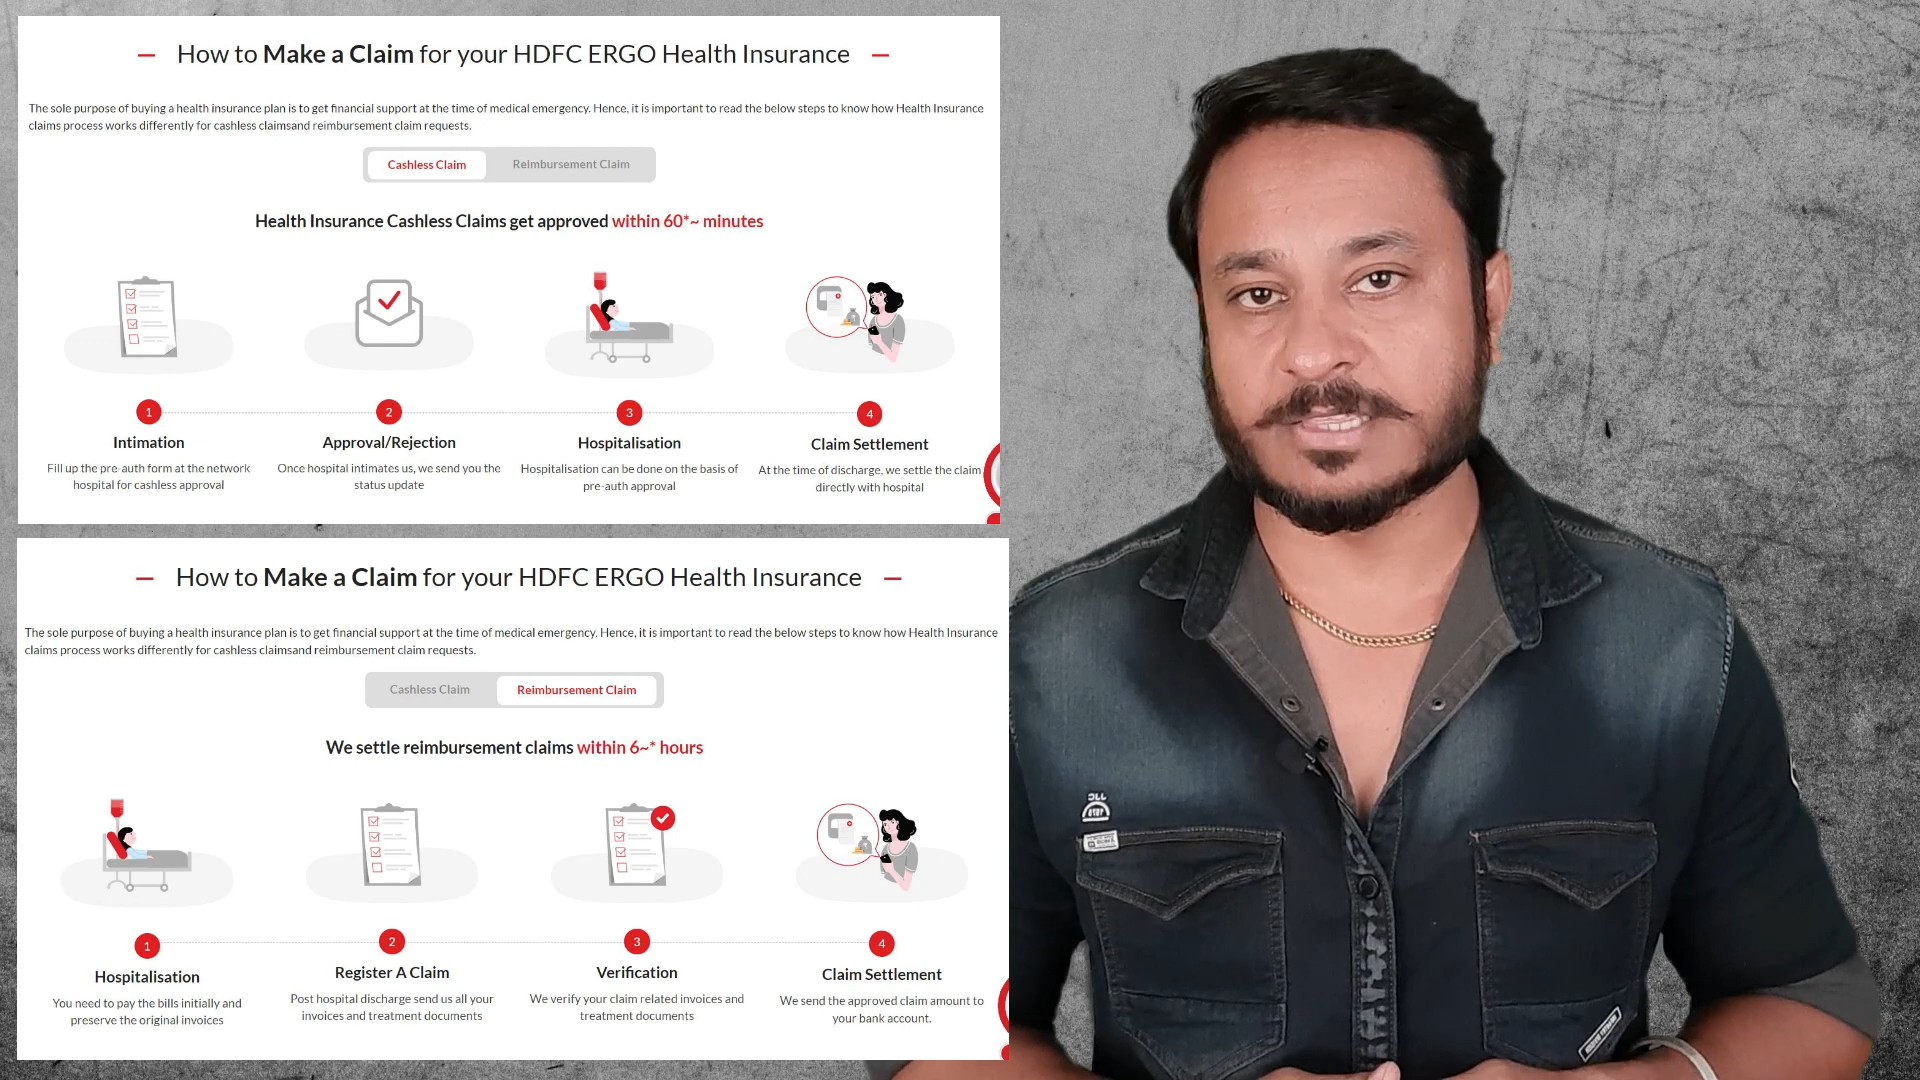 How to Make a Claim for your HDFC ERGO Health Insurance
The sole purpose of buying a health insurance plan is to get financial support at the time of medical emergency. Hence, it is important to read the below steps to know how Health Insurance
claims process works differently for cashless claimsand reimbursement claim requests.
Cashless Claim
Reimbursement Claim
Health Insurance Cashless Claims get approved within 60*~ minutes
1
2
3
4
Intimation
Approval/Rejection
Hospitalisation
Claim Settlement
Fill up the pre-auth form at the network
hospital for cashless approval
Once hospital intimates us, we send you the
status update
Hospitalisation can be done on the basis of
pre-auth approval
At the time of discharge, we settle the claim
directly with hospital
How to Make a Claim for your HDFC ERGO Health Insurance
The sole purpose of buying a health insurance plan is to get financial support at the time of medical emergency. Hence, it is important to read the below steps to know how Health Insurance
claims process works differently for cashless claimsand reimbursement claim requests.
Cashless Claim
Reimbursement Claim
We settle reimbursement claims within 6~* hours
1
2
3
4
Hospitalisation
Register A Claim
Verification
Claim Settlement
You need to pay the bills initially and
preserve the original invoices
Post hospital discharge send us all your
invoices and treatment documents
We verify your claim related invoices and
treatment documents
We send the approved claim amount to
your bank account.